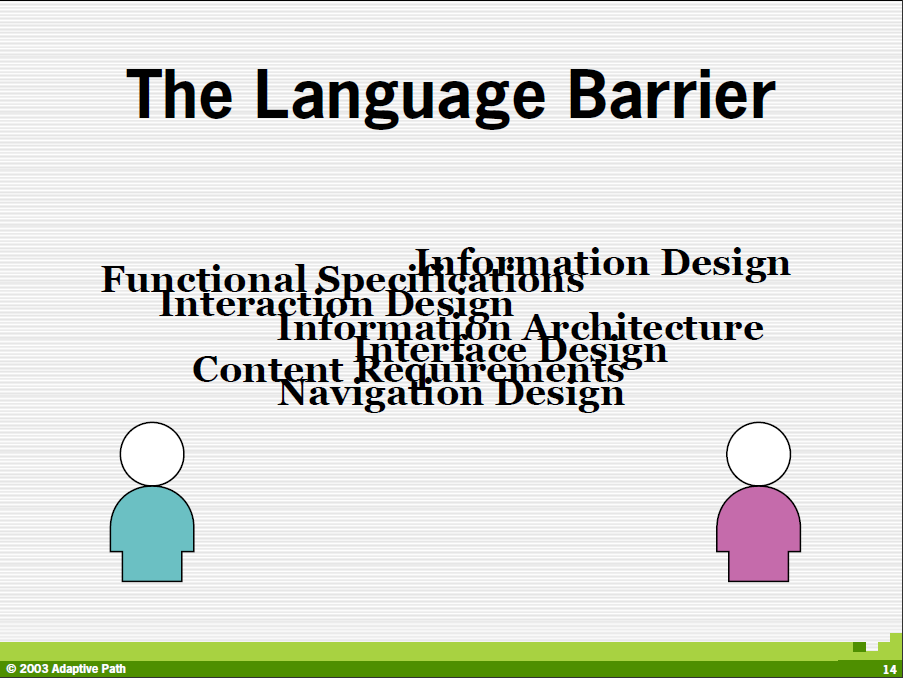 The Language Barrier
Information Design
Functional Specifications
Interaction Design
Information Architecture
Interface Design
Content Requirements
Navigation Design
© 2003 Adaptive Path
14